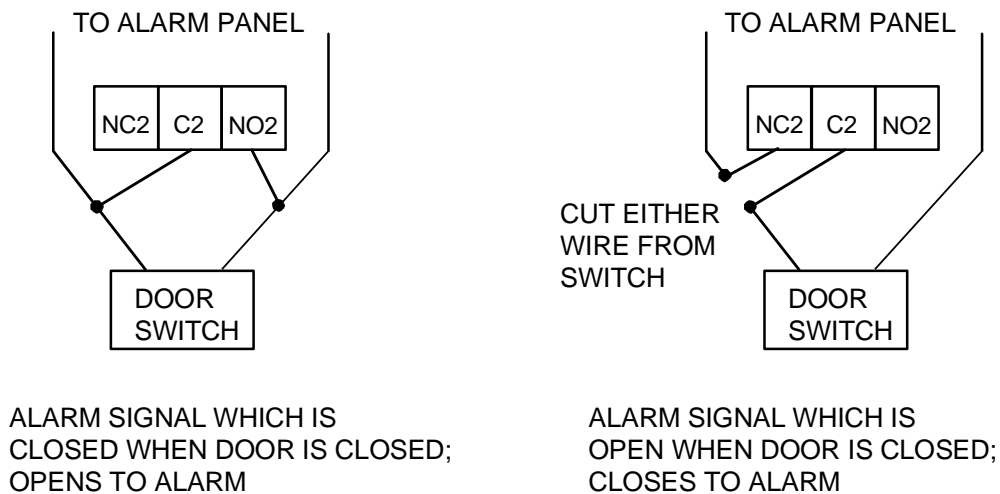 TO ALARM PANEL
NC2 C2 NO2
DOOR
SWITCH
ALARM SIGNAL WHICH IS
CLOSED WHEN DOOR IS CLOSED;
OPENS TO ALARM
TO ALARM PANEL
NC2 C2 NO2
CUT EITHER
WIRE FROM
SWITCH
DOOR
SWITCH
ALARM SIGNAL WHICH IS
OPEN WHEN DOOR IS CLOSED;
CLOSES TO ALARM